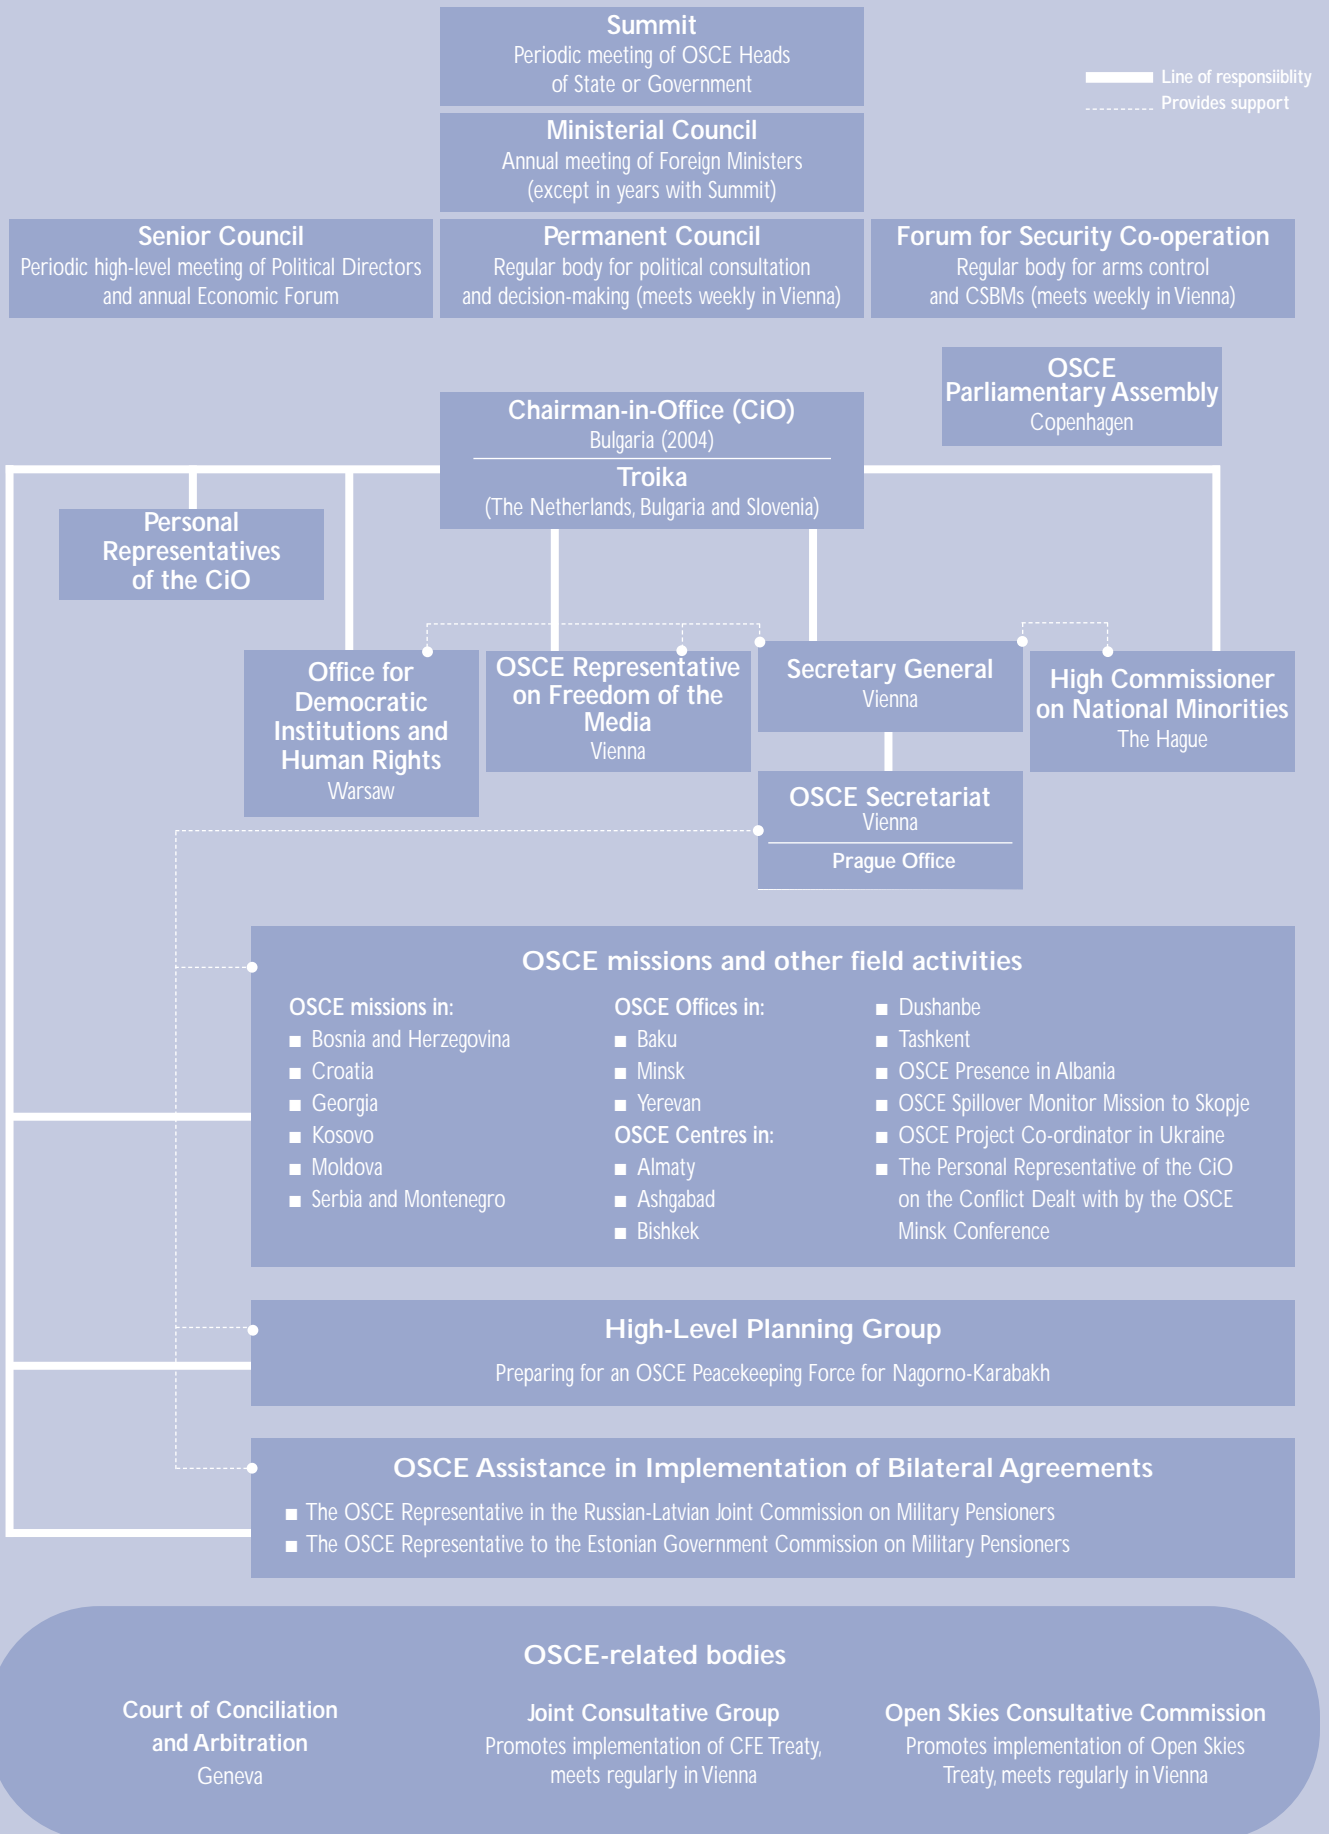 Summit
Periodic meeting of OSCE Heads
of State or Government
Line of responsiiblity
Provides support
Ministerial Council
Annual meeting of Foreign Ministers
(except in years with Summit)
Senior Council
Periodic high-level meeting of Political Directors
and annual Economic Forum
Permanent Council
Regular body for political consultation
and decision-making (meets weekly in Vienna)
Forum for Security Co-operation
Regular body for arms control
and CSBMs (meets weekly in Vienna)
OSCE
Parliamentary Assembly
Copenhagen
Chairman-in-Office (CiO)
Bulgaria (2004)
Troika
(The Netherlands, Bulgaria and Slovenia)
Personal
Representatives
of the CiO
Office for
Democratic
Institutions and
Human Rights
Warsaw
OSCE Representative
on Freedom of the
Media
Vienna
Secretary General
Vienna
High Commissioner
on National Minorities
The Hague
OSCE Secretariat
Vienna
Prague Office
OSCE missions and other field activities
OSCE missions in:
■ Bosnia and Herzegovina
■ Croatia
■ Georgia
■ Kosovo
■ Moldova
■ Serbia and Montenegro
OSCE Offices in:
■ Baku
■ Minsk
■ Yerevan
OSCE Centres in:
■ Almaty
■ Ashgabad
■ Bishkek
■ Dushanbe
■ Tashkent
■ OSCE Presence in Albania
■ OSCE Spillover Monitor Mission to Skopje
■ OSCE Project Co-ordinator in Ukraine
■ The Personal Representative of the CiO
on the Conflict Dealt with by the OSCE
Minsk Conference
High-Level Planning Group
Preparing for an OSCE Peacekeeping Force for Nagorno-Karabakh
OSCE Assistance in Implementation of Bilateral Agreements
■ The OSCE Representative in the Russian-Latvian Joint Commission on Military Pensioners
■ The OSCE Representative to the Estonian Government Commission on Military Pensioners
OSCE-related bodies
Court of Conciliation
and Arbitration
Geneva
Joint Consultative Group
Promotes implementation of CFE Treaty,
meets regularly in Vienna
Open Skies Consultative Commission
Promotes implementation of Open Skies
Treaty, meets regularly in Vienna